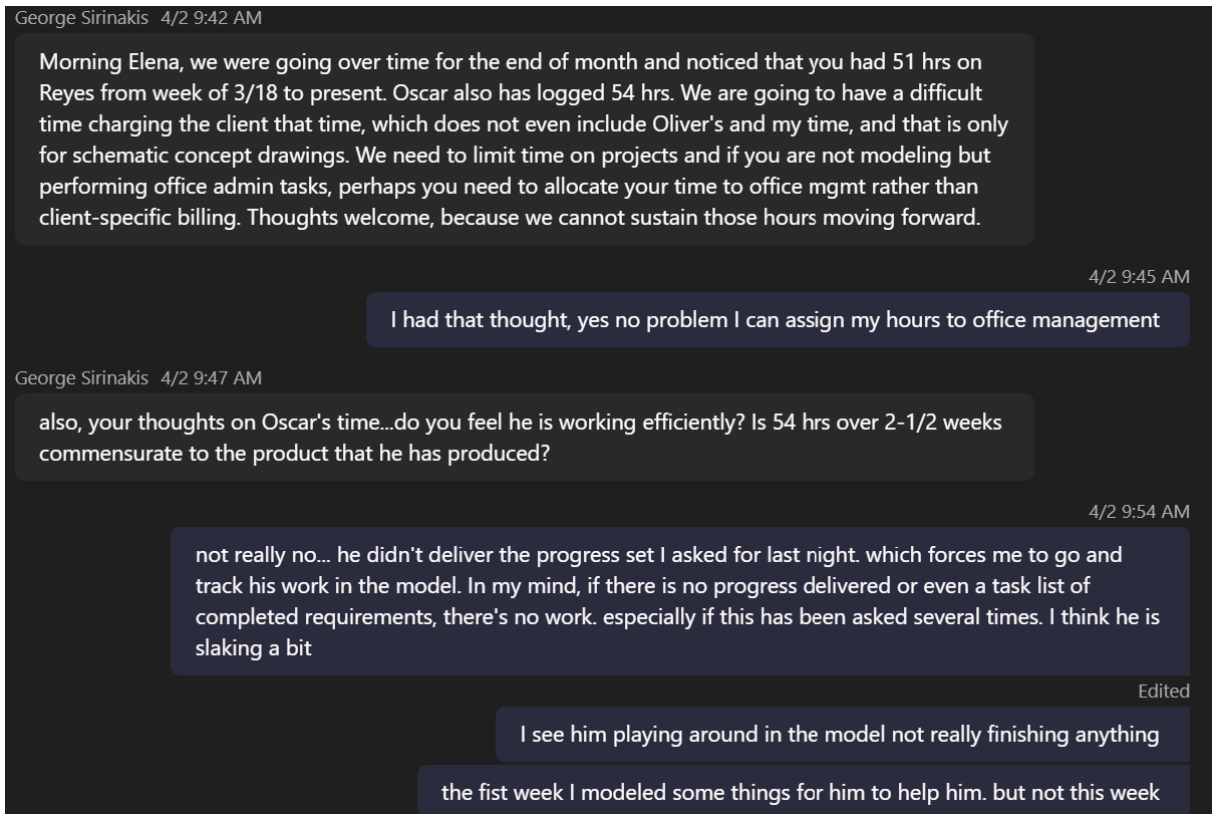 George Sirinakis 4/2 9:42 AM
Morning Elena, we were going over time for the end of month and noticed that you had 51 hrs on
Reyes from week of 3/18 to present. Oscar also has logged 54 hrs. We are going to have a difficult
time charging the client that time, which does not even include Oliver's and my time, and that is only
for schematic concept drawings. We need to limit time on projects and if you are not modeling but
performing office admin tasks, perhaps you need to allocate your time to office mgmt rather than
client-specific billing. Thoughts welcome, because we cannot sustain those hours moving forward.
4/2 9:45 AM
I had that thought, yes no problem I can assign my hours to office management
George Sirinakis 4/2 9:47 AM
also, your thoughts on Oscar's time...do you feel he is working efficiently? Is 54 hrs over 2-1/2 weeks
commensurate to the product that he has produced?
4/2 9:54 AM
not really no... he didn't deliver the progress set I asked for last night. which forces me to go and
track his work in the model. In my mind, if there is no progress delivered or even a task list of
completed requirements, there's no work. especially if this has been asked several times. I think he is
slaking a bit
Edited
I see him playing around in the model not really finishing anything
the fist week I modeled some things for him to help him. but not this week